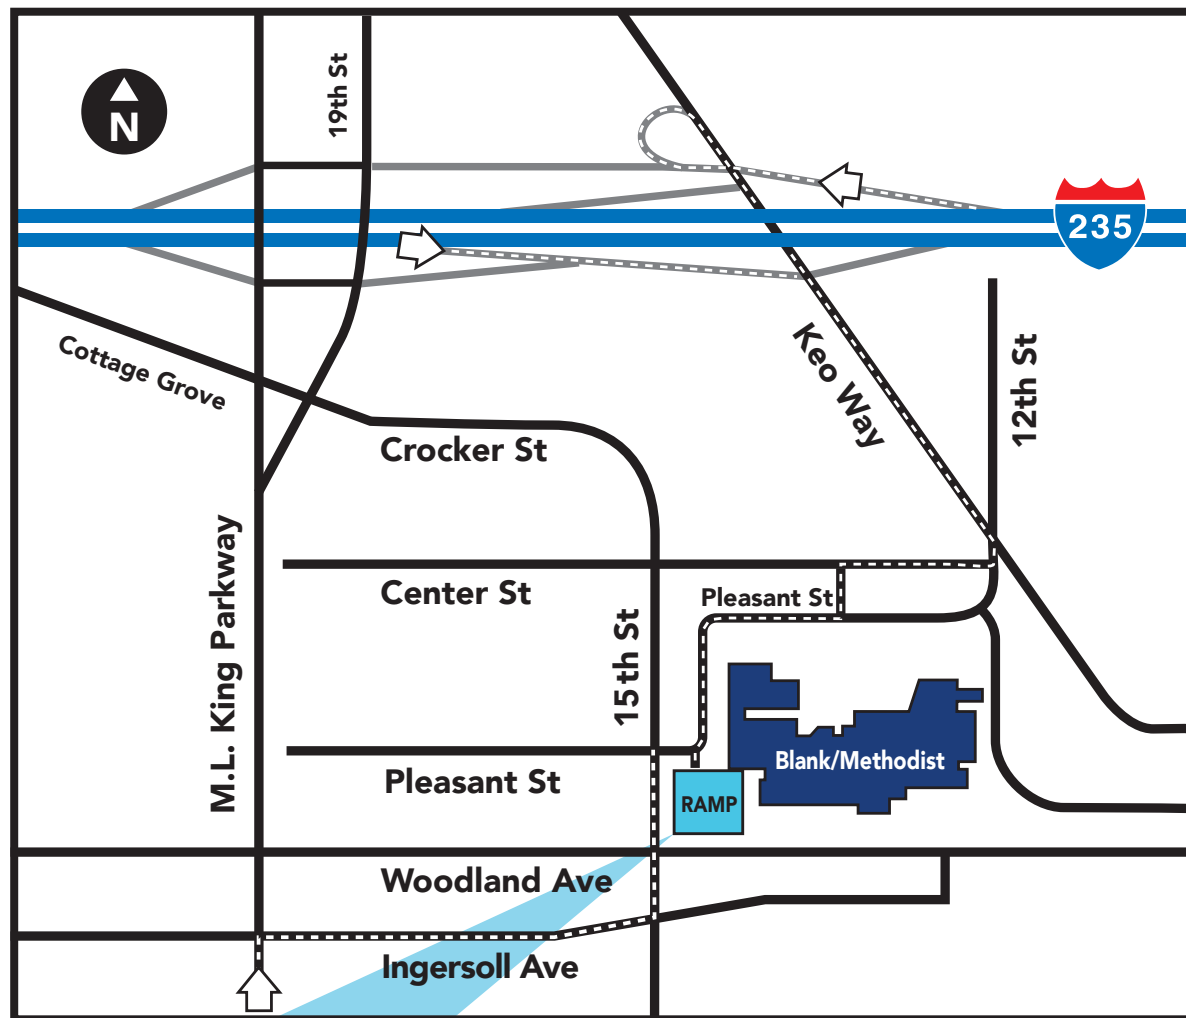 19th St
N
235
Cottage Grove
Keo Way
12th St
Crocker St
M.L. King Parkway
Center St
Pleasant St
15th St
Blank/Methodist
Pleasant St
RAMP
Woodland Ave
Ingersoll Ave